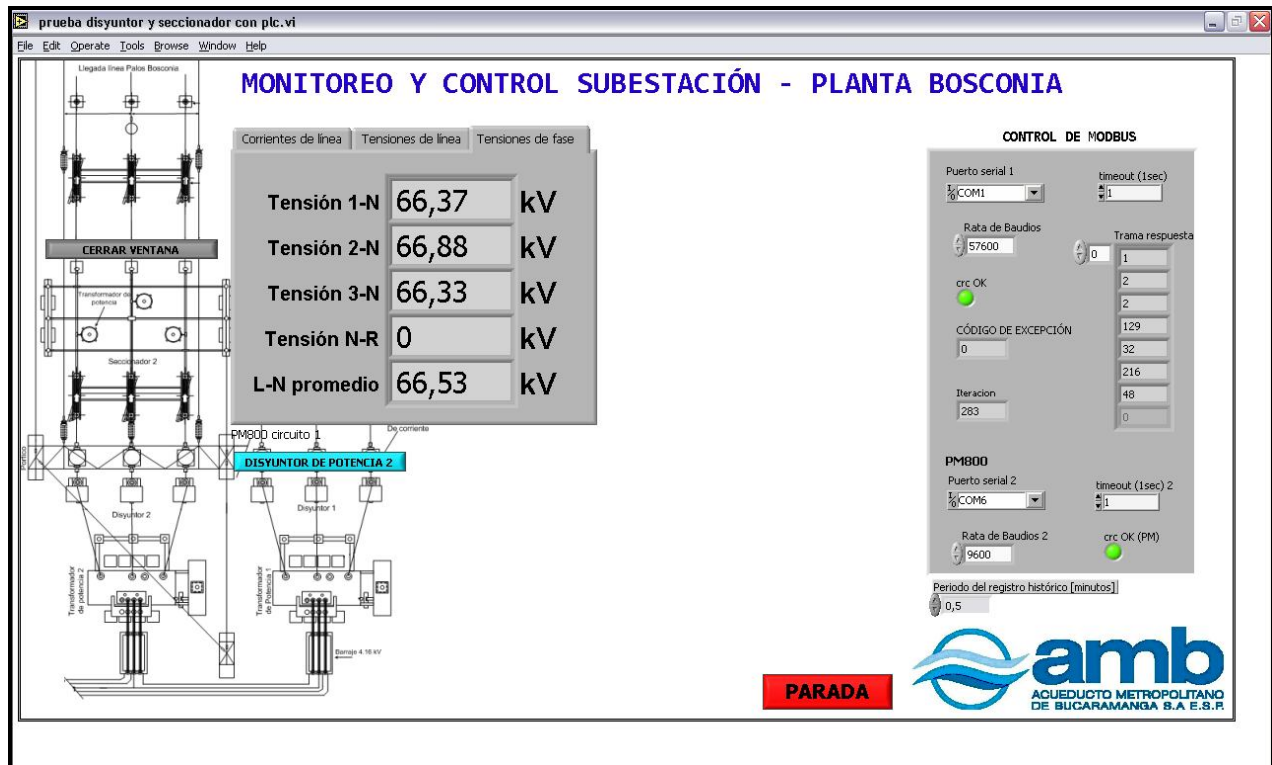 prueba disyuntor y seccionador con plc.vi
File Edit Operate Tools Browse Window Help
Llegada línea Palos Bosconia
MONITOREO Y CONTROL SUBESTACIÓN - PLANTA BOSCONIA
Corrientes de línea Tensiones de línea Tensiones de fase
Tensión 1-N 66,37 kV
Tensión 2-N 66,88 kV
Tensión 3-N 66,33 kV
Tensión N-R 0 kV
L-N promedio 66,53 kV
CERRAR VENTANA
Transformador de
potencia
Seccionador 2
PM800 circuito 1
De corriente
DISYUNTOR DE POTENCIA 2
Pórtico
Disyuntor 2
Disyuntor 1
Transformador
de potencia 2
Transformador
de Potencia 1
Barraje 4.16 kV
CONTROL DE MODBUS
Puerto serial 1
timeout (1sec)
COM1
1
Rata de Baudios
57600
Trama respuesta
0
1
2
2
129
32
216
48
0
crc OK
CÓDIGO DE EXCEPCIÓN
0
Iteracion
283
PM800
Puerto serial 2
timeout (1sec) 2
COM6
1
Rata de Baudios 2
9600
crc OK (PM)
Periodo del registro histórico [minutos]
0,5
PARADA
amb
ACUEDUCTO METROPOLITANO
DE BUCARAMANGA S.A E.S.P.